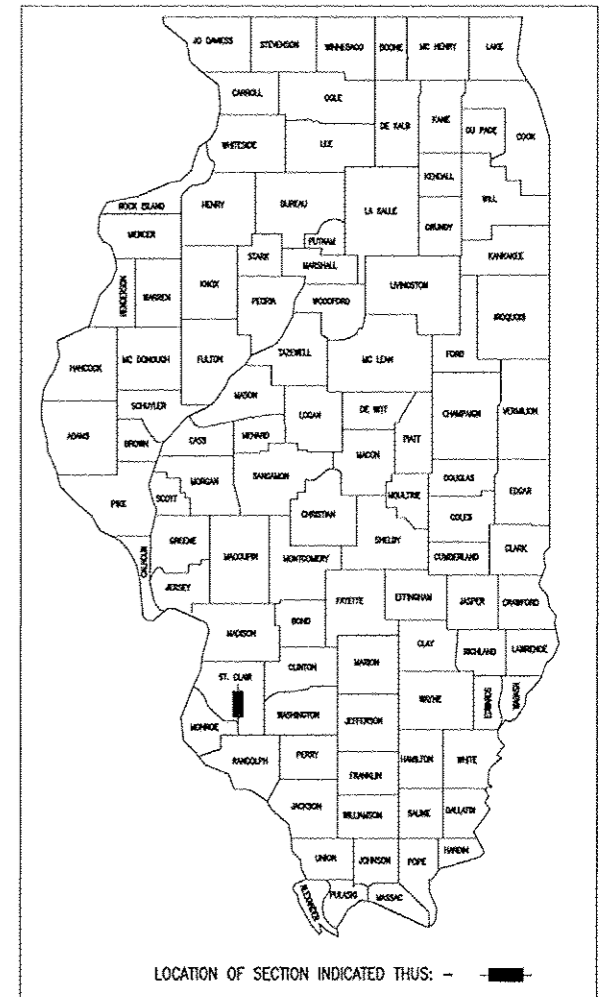 JO DAVIESS STEVENSON WINNEBAGO BOONE MC HENRY LAKE
CARROLL OGLE DE KALB KANE DU PAGE COOK
WHITESIDE LEE
KENDALL WILL
ROCK ISLAND HENRY BUREAU LA SALLE GRUNDY
MERCER PUTNAM
STARK MARSHALL KANKAKEE
HENDERSON WARREN KNOX PEORIA WOODFORD LIVINGSTON IROQUOIS
HANCOCK MC DONOUGH FULTON TAZEWELL MC LEAN FORD
MASON
SCHUYLER LOGAN DE WIT CHAMPAIGN VERMILION
ADAMS BROWN CASS MENARD PIATT
MACON
PIKE SCOTT MORGAN SANGAMON MOULTRIE DOUGLAS EDGAR
CHRISTIAN COLES
GREENE SHELBY
CALHOUN MACOUPIN MONTGOMERY CUMBERLAND CLARK
JERSEY FAYETTE EFFINGHAM JASPER CRAWFORD
MADISON BOND
CLAY RICHLAND LAWRENCE
CLINTON MARION
ST. CLAIR WAYNE EDWARDS WABASH
MONROE WASHINGTON JEFFERSON
RANDOLPH PERRY HAMILTON WHITE
FRANKLIN
JACKSON WILLIAMSON SALINE GALLATIN
UNION JOHNSON POPE HARDIN
ALEXANDER PULASKI MASSAC
LOCATION OF SECTION INDICATED THUS: -